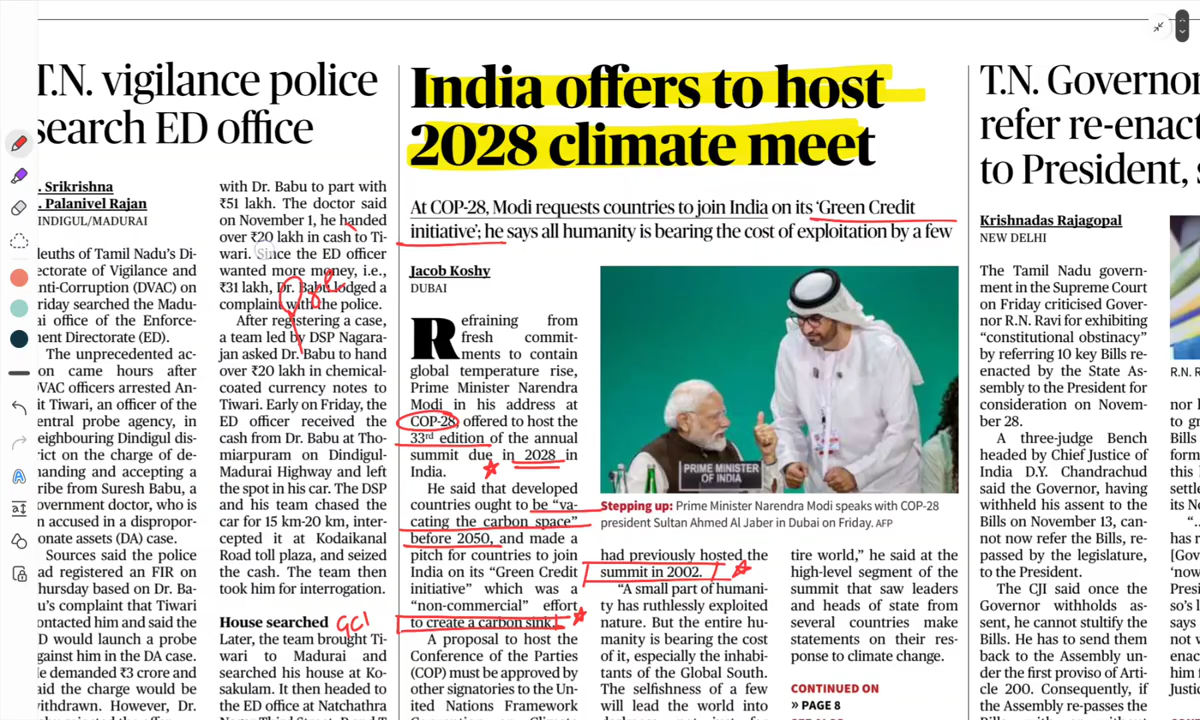 T.N. vigilance police
search ED office
. Srikrishna
. Palanivel Rajan
INDIGUL/MADURAI
leuths of Tamil Nadu's Di-
ectorate of Vigilance and
nti-Corruption (DVAC) on
riday searched the Madu-
ai office of the Enforce-
ent Directorate (ED).
The unprecedented ac-
on came hours after
VAC officers arrested An-
it Tiwari, an officer of the
entral probe agency, in
eighbouring Dindigul dis-
rict on the charge of de-
anding and accepting a
ribe from Suresh Babu, a
overnment doctor, who is
n accused in a dispropor-
onate assets (DA) case.
Sources said the police
ad registered an FIR on
hursday based on Dr. Ba-
u's complaint that Tiwari
ontacted him and said the
D would launch a probe
gainst him in the DA case.
e demanded ₹3 crore and
aid the charge would be
ithdrawn. However, Dr.
with Dr. Babu to part with
₹51 lakh. The doctor said
on November 1, he handed
over ₹20 lakh in cash to Ti-
wari. Since the ED officer
wanted more money, i.e.,
₹31 lakh, Dr. Babu lodged a
complaint with the police.
Pre
After registering a case,
a team led by DSP Nagara-
jan asked Dr. Babu to hand
over ₹20 lakh in chemical-
coated currency notes to
Tiwari. Early on Friday, the
ED officer received the
cash from Dr. Babu at Tho-
miarpuram on Dindigul-
Madurai Highway and left
the spot in his car. The DSP
and his team chased the
car for 15 km-20 km, inter-
cepted it at Kodaikanal
Road toll plaza, and seized
the cash. The team then
took him for interrogation.
House searched
GCI
Later, the team brought Ti-
wari to Madurai and
searched his house at Ko-
sakulam. It then headed to
the ED office at Natchathra
India offers to host
2028 climate meet
At COP-28, Modi requests countries to join India on its 'Green Credit
initiative'; he says all humanity is bearing the cost of exploitation by a few
Jacob Koshy
DUBAI
Refraining from
fresh commit-
ments to contain
global temperature rise,
Prime Minister Narendra
Modi in his address at
COP-28, offered to host the
33rd edition of the annual
summit due in 2028 in
India.
He said that developed
countries ought to be "va-
cating the carbon space"
before 2050, and made a
pitch for countries to join
India on its "Green Credit
initiative" which was a
"non-commercial" effort
to create a carbon sink.
A proposal to host the
Conference of the Parties
(COP) must be approved by
other signatories to the Un-
ited Nations Framework
PRIME MINISTER
OF INDIA
Stepping up: Prime Minister Narendra Modi speaks with COP-28
president Sultan Ahmed Al Jaber in Dubai on Friday. AFP
had previously hosted the
summit in 2002.
"A small part of humani-
ty has ruthlessly exploited
nature. But the entire hu-
manity is bearing the cost
of it, especially the inhabi-
tants of the Global South.
The selfishness of a few
will lead the world into
tire world," he said at the
high-level segment of the
summit that saw leaders
and heads of state from
several countries make
statements on their res-
ponse to climate change.
CONTINUED ON
» PAGE 8
T.N. Governor
refer re-enact
to President, s
Krishnadas Rajagopal
NEW DELHI
The Tamil Nadu govern-
ment in the Supreme Court
on Friday criticised Gover-
nor R.N. Ravi for exhibiting
"constitutional obstinacy"
by referring 10 key Bills re-
enacted by the State As-
sembly to the President for
consideration on Novem-
ber 28.
A three-judge Bench
headed by Chief Justice of
India D.Y. Chandrachud
said the Governor, having
withheld his assent to the
Bills on November 13, can-
not now refer the Bills, re-
passed by the legislature,
to the President.
The CJI said once the
Governor withholds as-
sent, he cannot stultify the
Bills. He has to send them
back to the Assembly un-
der the first proviso of Arti-
cle 200. Consequently, if
the Assembly re-passes the
R.N. R
nor h
to gr
Bills
form
this l
settle
its No
"..
has r
[Gov
'now
Presi
so's l
says
not w
enac
him f
Justic